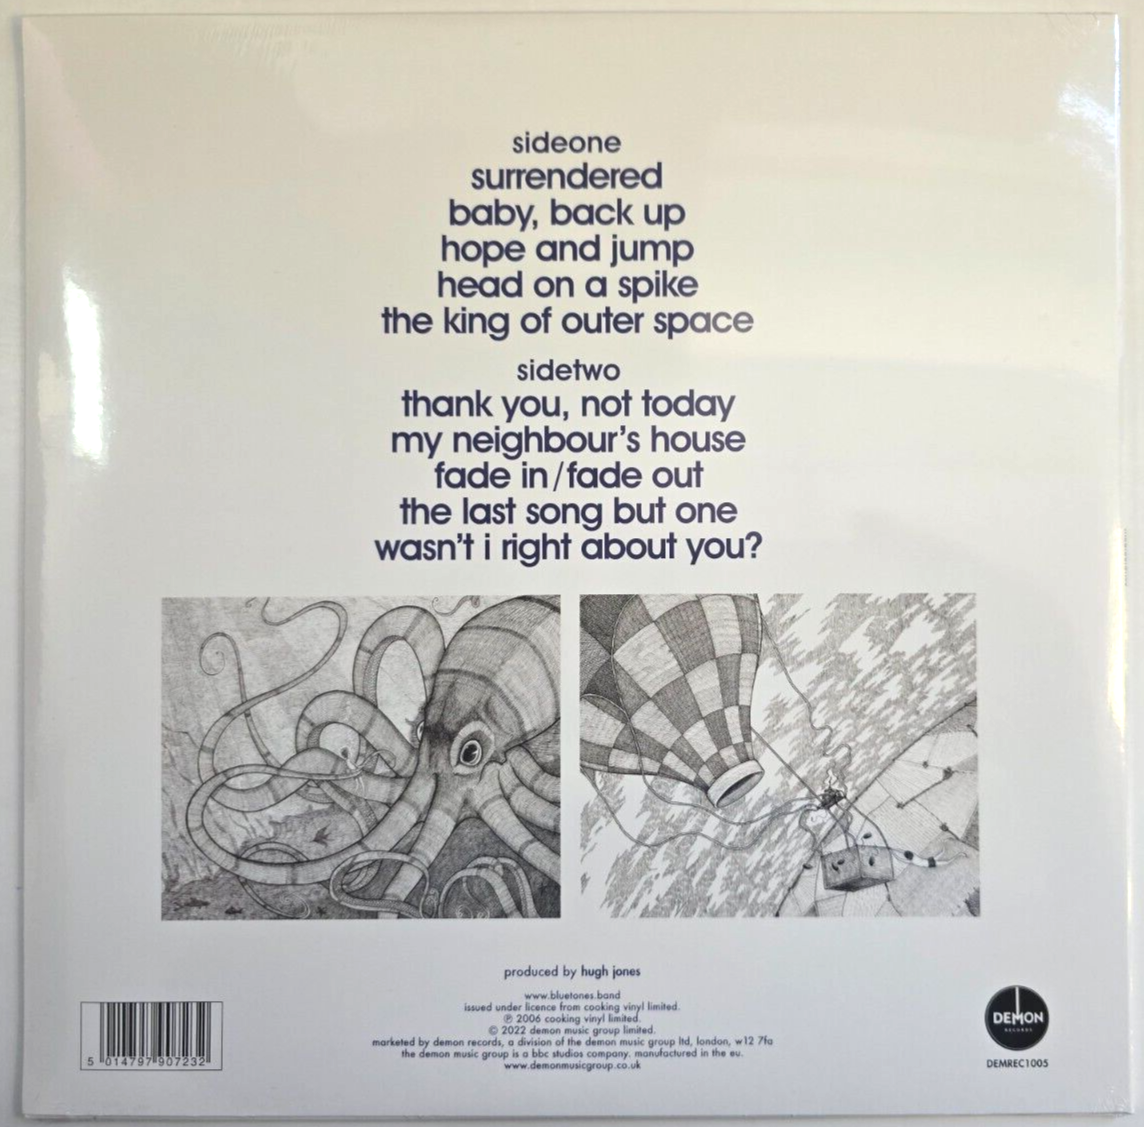 sideone
surrendered
baby, back up
hope and jump
head on a spike
the king of outer space
sidetwo
thank you, not today
my neighbour's house
fade in/fade out
the last song but one
wasn't i right about you?
produced by hugh jones
www.bluetones.band
issued under licence from cooking vinyl limited.
℗ 2006 cooking vinyl limited.
© 2022 demon music group limited.
marketed by demon records, a division of the demon music group ltd, london, w12 7fa
the demon music group is a bbc studios company. manufactured in the eu.
www.demonmusicgroup.co.uk
5 014797 907232
DEMON
RECORDS
DEMREC1005